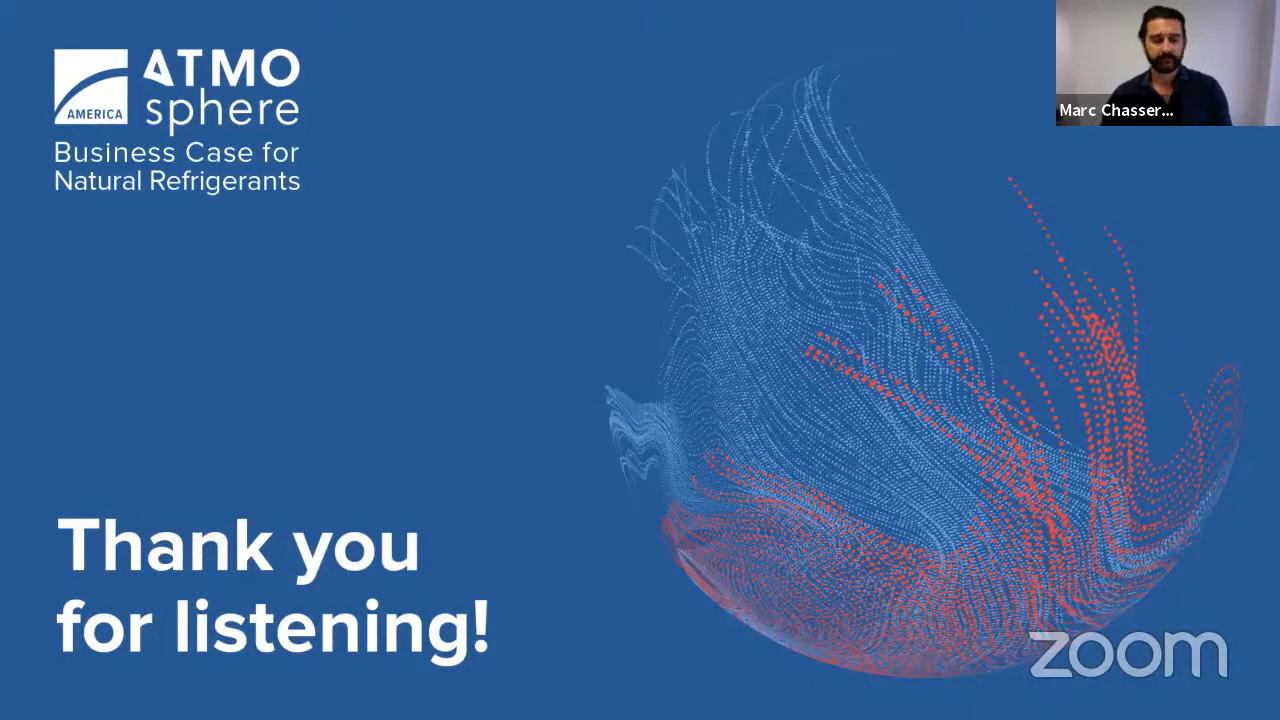 ATMO
sphere
AMERICA
Business Case for
Natural Refrigerants
Marc Chasser...
Thank you
for listening!
zoom